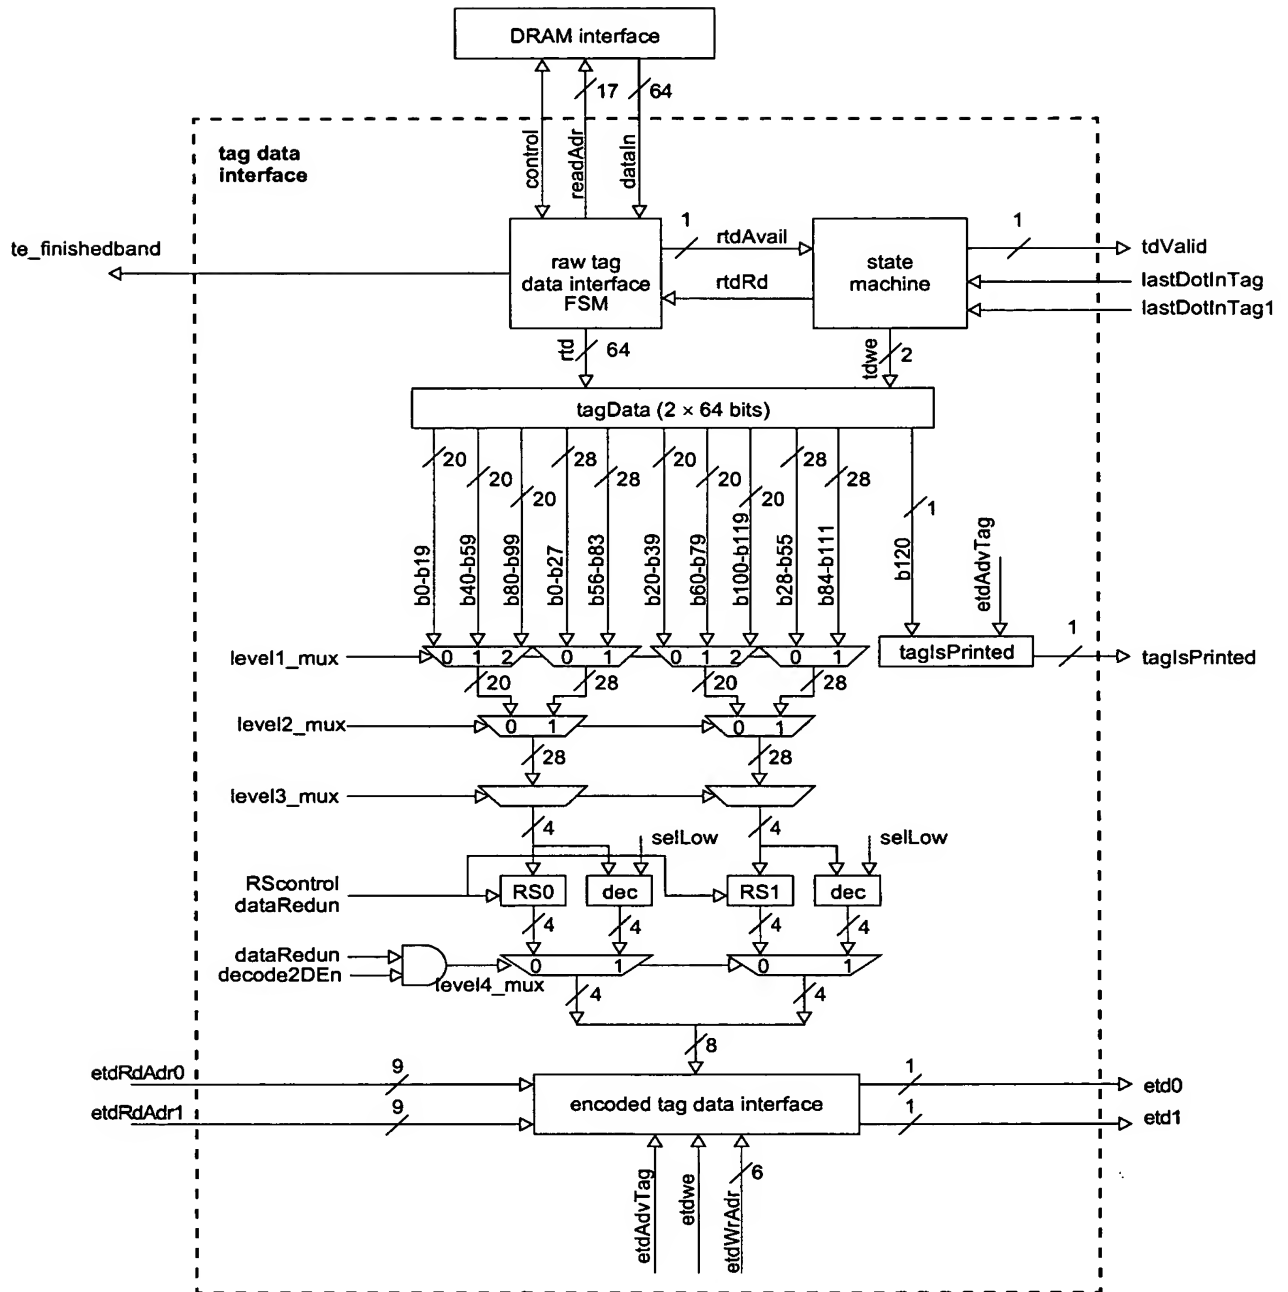 DRAM interface
17
64
control
readAdr
dataIn
tag data
interface
te_finishedband
raw tag
data interface
FSM
1
rtdAvail
rtdRd
state
machine
1
tdValid
lastDotInTag
lastDotInTag1
rtd
64
tdwe
2
tagData (2 × 64 bits)
20
20
20
28
28
20
20
20
28
28
1
b0-b19
b40-b59
b80-b99
b0-b27
b56-b83
b20-b39
b60-b79
b100-b119
b28-b55
b84-b111
b120
etdAdvTag
level1_mux
0 1 2
0 1
0 1 2
0 1
tagIsPrinted
1
tagIsPrinted
20
28
20
28
level2_mux
0 1
0 1
28
28
level3_mux
4
4
selLow
selLow
RScontrol
dataRedun
RS0
dec
RS1
dec
4
4
4
4
dataRedun
decode2DEn
level4_mux
0 1
0 1
4
4
8
etdRdAdr0
9
etdRdAdr1
9
encoded tag data interface
1
etd0
1
etd1
etdAdvTag
etdwe
etdWrAdr
6